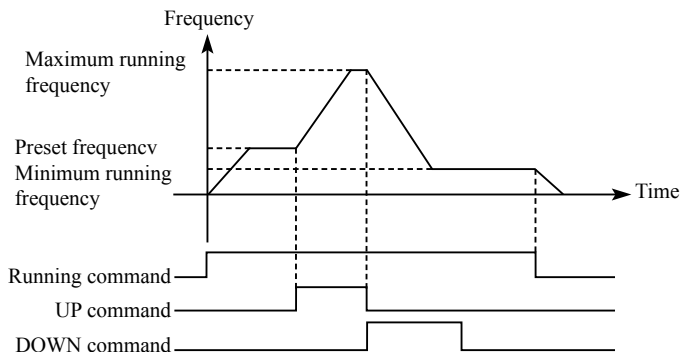 Frequency
Maximum running
frequency
Preset frequencv
Minimum running
frequency
Time
Running command
UP command
DOWN command